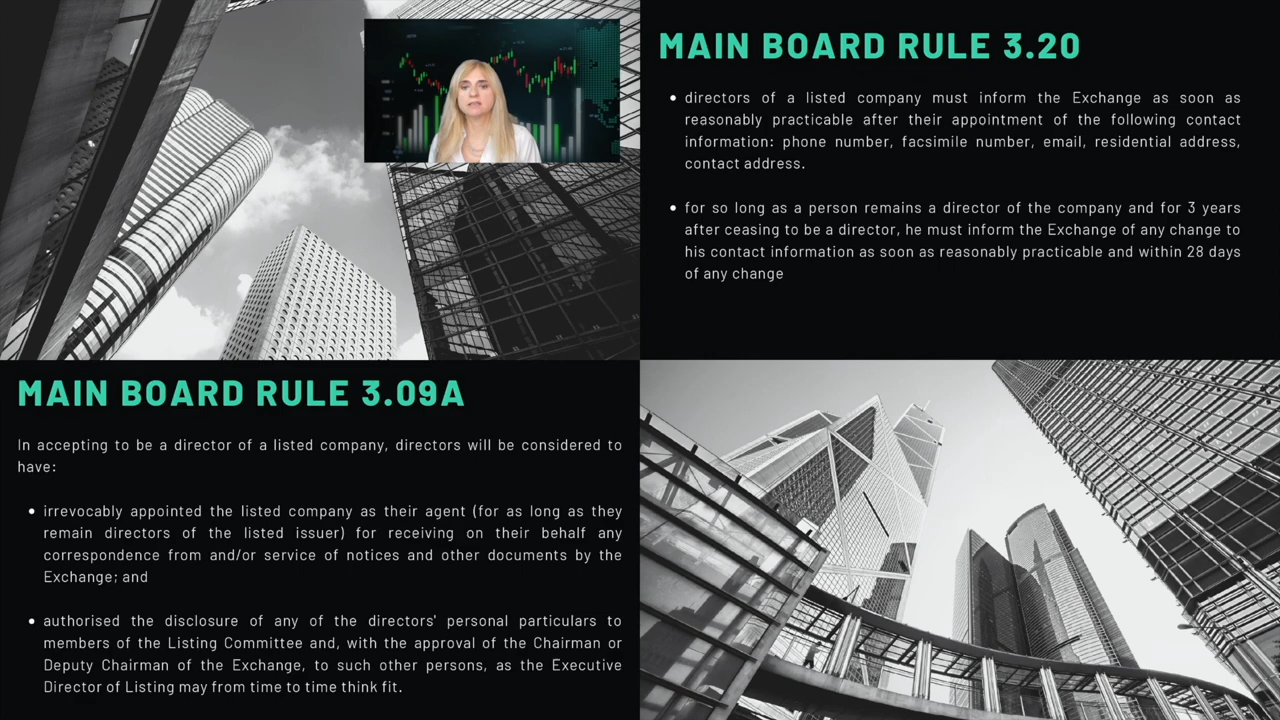 MAIN BOARD RULE 3.20
directors of a listed company must inform the Exchange as soon as
reasonably practicable after their appointment of the following contact
information: phone number, facsimile number, email, residential address,
contact address.
for so long as a person remains a director of the company and for 3 years
after ceasing to be a director, he must inform the Exchange of any change to
his contact information as soon as reasonably practicable and within 28 days
of any change
MAIN BOARD RULE 3.09A
In accepting to be a director of a listed company, directors will be considered to
have:
irrevocably appointed the listed company as their agent (for as long as they
remain directors of the listed issuer) for receiving on their behalf any
correspondence from and/or service of notices and other documents by the
Exchange; and
authorised the disclosure of any of the directors' personal particulars to
members of the Listing Committee and, with the approval of the Chairman or
Deputy Chairman of the Exchange, to such other persons, as the Executive
Director of Listing may from time to time think fit.